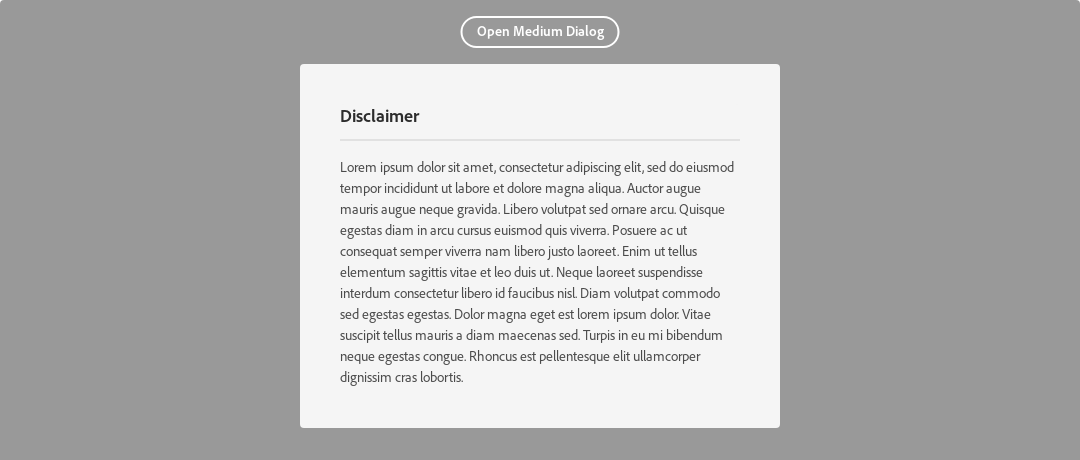 Open Medium Dialog
Disclaimer
Lorem ipsum dolor sit amet, consectetur adipiscing elit, sed do eiusmod
tempor incididunt ut labore et dolore magna aliqua. Auctor augue
mauris augue neque gravida. Libero volutpat sed ornare arcu. Quisque
egestas diam in arcu cursus euismod quis viverra. Posuere ac ut
consequat semper viverra nam libero justo laoreet. Enim ut tellus
elementum sagittis vitae et leo duis ut. Neque laoreet suspendisse
interdum consectetur libero id faucibus nisl. Diam volutpat commodo
sed egestas egestas. Dolor magna eget est lorem ipsum dolor. Vitae
suscipit tellus mauris a diam maecenas sed. Turpis in eu mi bibendum
neque egestas congue. Rhoncus est pellentesque elit ullamcorper
dignissim cras lobortis.